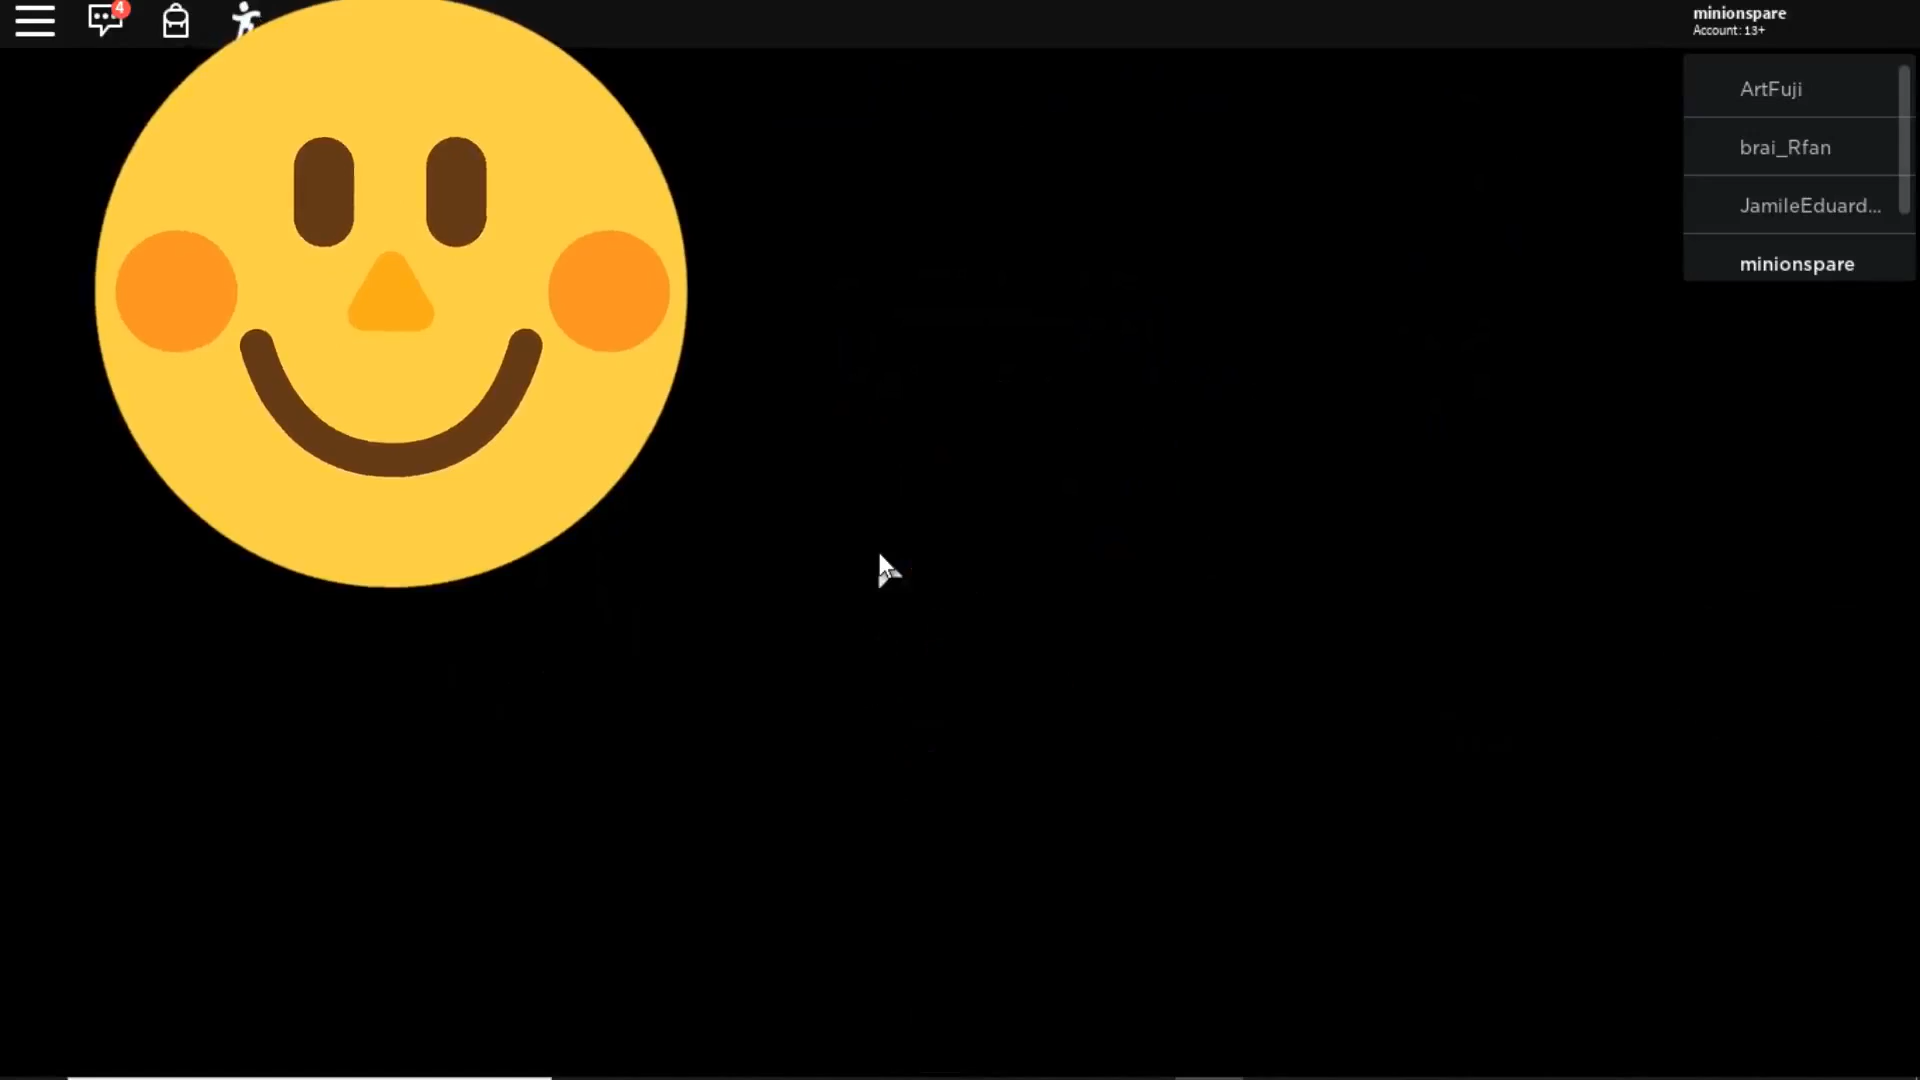 4
minionspare
Account: 13+
ArtFuji
brai_Rfan
JamileEduard...
minionspare